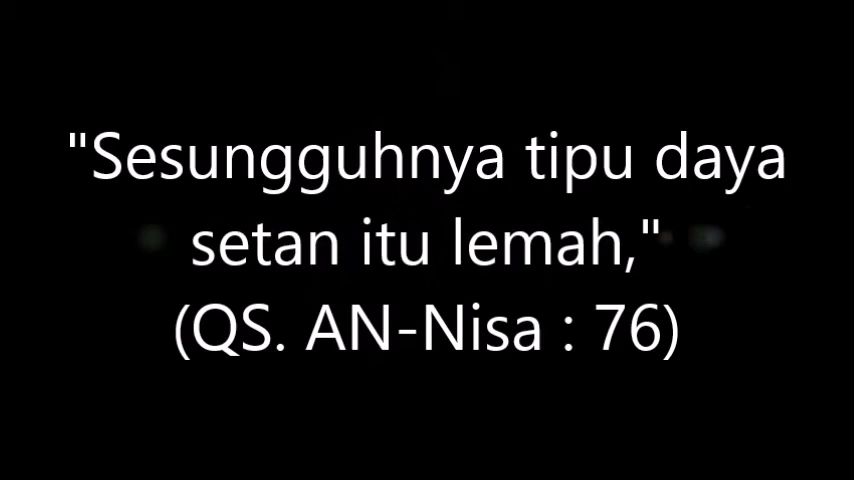 "Sesungguhnya tipu daya
setan itu lemah,"
(QS. AN-Nisa : 76)